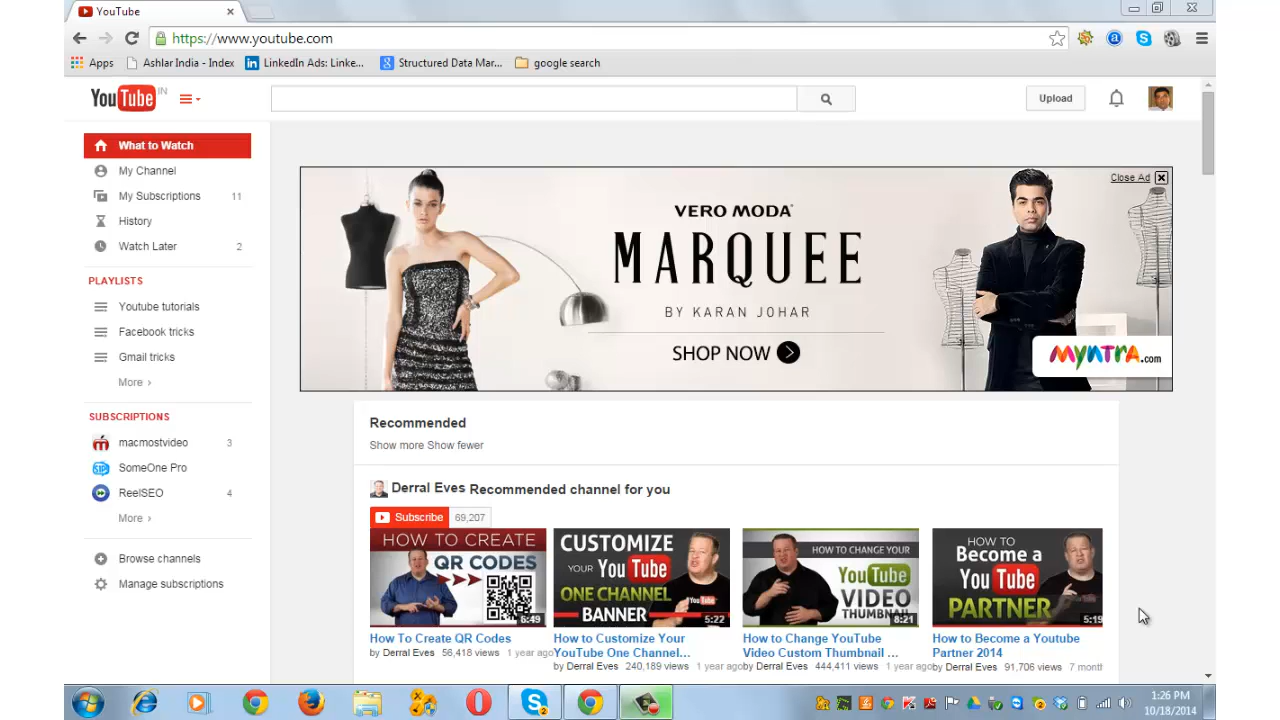 YouTube
https://www.youtube.com
Apps Ashlar India - Index LinkedIn Ads: Linke... Structured Data Mar... google search
YouTube IN
Upload
What to Watch
My Channel
My Subscriptions 11
History
Watch Later 2
PLAYLISTS
Youtube tutorials
Facebook tricks
Gmail tricks
More ›
SUBSCRIPTIONS
macmostvideo 3
SomeOne Pro
ReelSEO 4
More ›
Browse channels
Manage subscriptions
Close Ad
VERO MODA
MARQUEE
BY KARAN JOHAR
SHOP NOW
myntra.com
Recommended
Show more Show fewer
Derral Eves Recommended channel for you
Subscribe 69,207
HOW TO CREATE
QR CODES
6:49
How To Create QR Codes
by Derral Eves 56,418 views 1 year ago
CUSTOMIZE
YOUR YouTube
ONE CHANNEL
BANNER
5:22
How to Customize Your
YouTube One Channel...
by Derral Eves 240,189 views 1 year ago
HOW TO CHANGE YOUR
YouTube
VIDEO
THUMBNAIL
8:21
How to Change YouTube
Video Custom Thumbnail ...
by Derral Eves 444,411 views 1 year ago
HOW TO
Become a
YouTube
PARTNER
5:19
How to Become a Youtube
Partner 2014
by Derral Eves 91,706 views 7 month
1:26 PM
10/18/2014